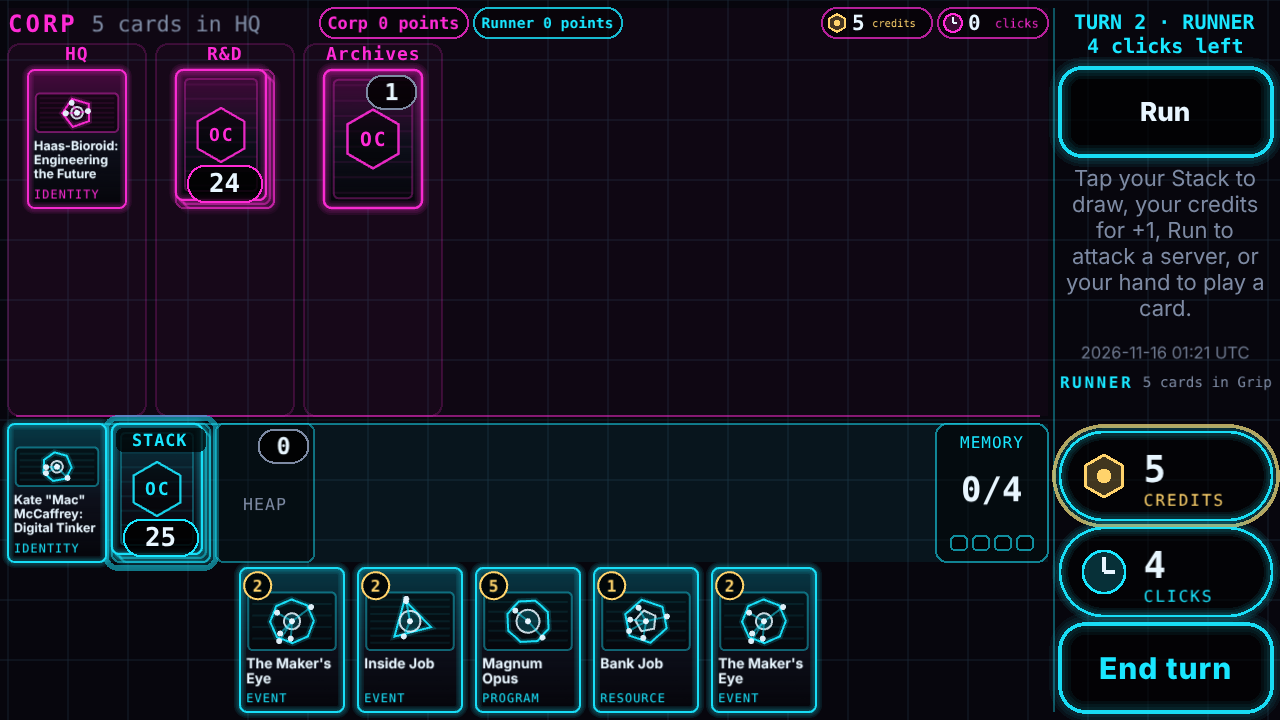 CORP 5 cards in HQ
Corp 0 points
Runner 0 points
5 credits
0 clicks
TURN 2 · RUNNER
4 clicks left
HQ
R&D
Archives
Haas-Bioroid:
Engineering
the Future
IDENTITY
OC
24
1
OC
Run
Tap your Stack to
draw, your credits
for +1, Run to
attack a server, or
your hand to play a
card.
2026-11-16 01:21 UTC
RUNNER 5 cards in Grip
Kate "Mac"
McCaffrey:
Digital Tinker
IDENTITY
STACK
OC
25
0
HEAP
MEMORY
0/4
5
CREDITS
4
CLICKS
End turn
2
The Maker's
Eye
EVENT
2
Inside Job
EVENT
5
Magnum
Opus
PROGRAM
1
Bank Job
RESOURCE
2
The Maker's
Eye
EVENT